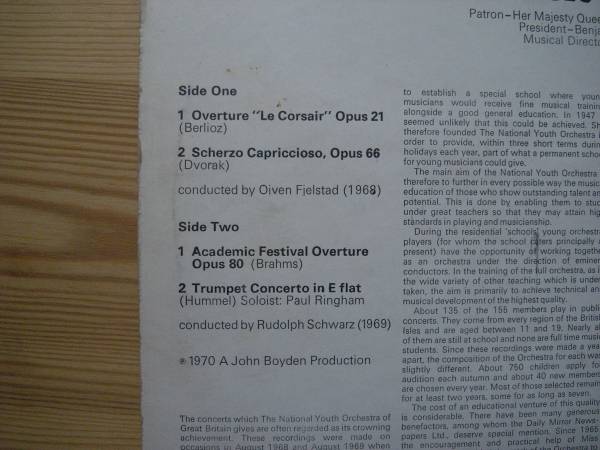 Patron-Her Majesty Quee
President-Benja
Musical Directo
Side One
1 Overture "Le Corsair" Opus 21
(Berlioz)
2 Scherzo Capriccioso, Opus 66
(Dvorak)
conducted by Oiven Fjelstad (1968)
Side Two
1 Academic Festival Overture
Opus 80 (Brahms)
2 Trumpet Concerto in E flat
(Hummel) Soloist: Paul Ringham
conducted by Rudolph Schwarz (1969)
℗ 1970 A John Boyden Production
The concerts which The National Youth Orchestra of
Great Britain gives are often regarded as its crowning
achievement. These recordings were made on
occasions in August 1968 and August 1969 when
to establish a special school where young
musicians would receive fine musical training
alongside a good general education. In 1947
seemed unlikely that this could be achieved. She
therefore founded The National Youth Orchestra
order to provide, within three short terms during
holidays each year, part of what a permanent schoo
for young musicians could give.
The main aim of the National Youth Orchestra
therefore to further in every possible way the music
education of those who show outstanding talent an
potential. This is done by enabling them to stud
under great teachers so that they may attain hig
standards in playing and musicianship.
During the residential 'schools' young orchestra
players (for whom the school caters principally
present) have the opportunity of working togethe
as an orchestra under the direction of eminen
conductors. In the training of the full orchestra, as i
the wide variety of other teaching which is under
taken, the aim is primarily to achieve technical an
musical development of the highest quality.
About 135 of the 155 members play in public
concerts. They come from every region of the British
Isles and are aged between 11 and 19. Nearly al
of them are still at school and none are full time musi
students. Since these recordings were made a yea
apart, the composition of the Orchestra for each wa
slightly different. About 750 children apply fo
audition each autumn and about 40 new members
are chosen every year. Most of those selected remain
for at least two years, some for as long as seven.
The cost of an educational venture of this quality
is considerable. There have been many generous
benefactors, among whom the Daily Mirror News-
papers Ltd., deserve special mention. Since 1965
the encouragement and practical help of Miss